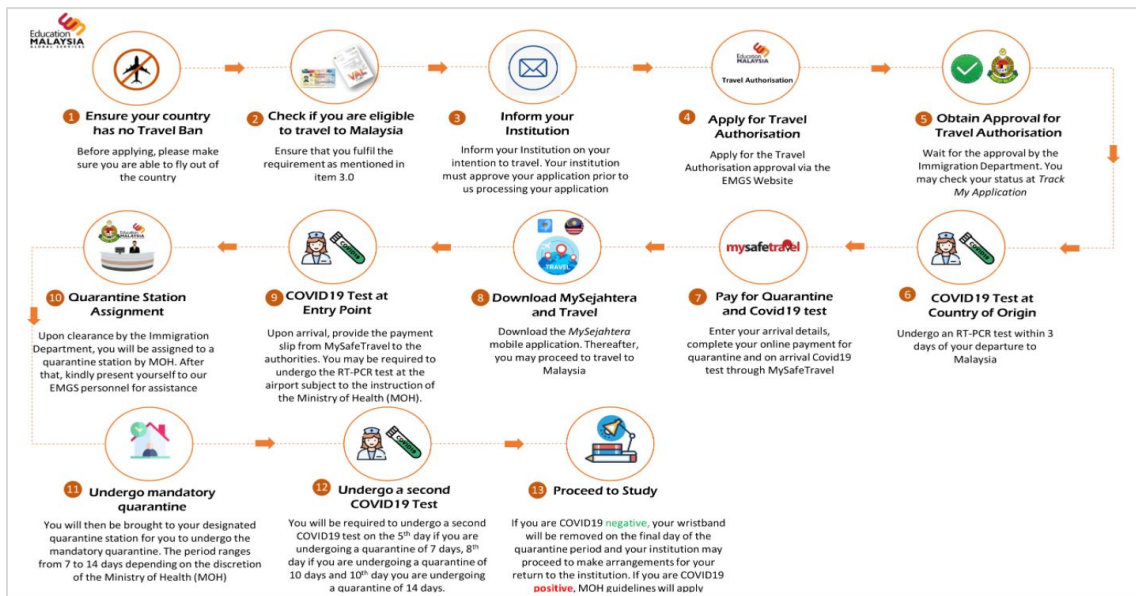 Education
MALAYSIA
GLOBAL SERVICES
VAL
1 Ensure your country
has no Travel Ban
Before applying, please make
sure you are able to fly out of
the country
2 Check if you are eligible
to travel to Malaysia
Ensure that you fulfil the
requirement as mentioned in
item 3.0
3 Inform your
Institution
Inform your Institution on your
intention to travel. Your institution
must approve your application prior to
us processing your application
Education
MALAYSIA
Travel Authorisation
4 Apply for Travel
Authorisation
Apply for the Travel
Authorisation approval via the
EMGS Website
5 Obtain Approval for
Travel Authorisation
Wait for the approval by the
Immigration Department. You
may check your status at Track
My Application
COVID19
6 COVID19 Test at
Country of Origin
Undergo an RT-PCR test within 3
days of your departure to
Malaysia
mysafetravel
7 Pay for Quarantine
and Covid19 test
Enter your arrival details,
complete your online payment for
quarantine and on arrival Covid19
test through MySafeTravel
TRAVEL
8 Download MySejahtera
and Travel
Download the MySejahtera
mobile application. Thereafter,
you may proceed to travel to
Malaysia
COVID19
9 COVID19 Test at
Entry Point
Upon arrival, provide the payment
slip from MySafeTravel to the
authorities. You may be required to
undergo the RT-PCR test at the
airport subject to the instruction of
the Ministry of Health (MOH).
Education
MALAYSIA
10 Quarantine Station
Assignment
Upon clearance by the Immigration
Department, you will be assigned to a
quarantine station by MOH. After
that, kindly present yourself to our
EMGS personnel for assistance
11 Undergo mandatory
quarantine
You will then be brought to your designated
quarantine station for you to undergo the
mandatory quarantine. The period ranges
from 7 to 14 days depending on the discretion
of the Ministry of Health (MOH)
COVID19
12 Undergo a second
COVID19 Test
You will be required to undergo a second
COVID19 test on the 5th day if you are
undergoing a quarantine of 7 days, 8th
day if you are undergoing a quarantine of
10 days and 10th day you are undergoing
a quarantine of 14 days.
13 Proceed to Study
If you are COVID19 negative, your wristband
will be removed on the final day of the
quarantine period and your institution may
proceed to make arrangements for your
return to the institution. If you are COVID19
positive, MOH guidelines will apply